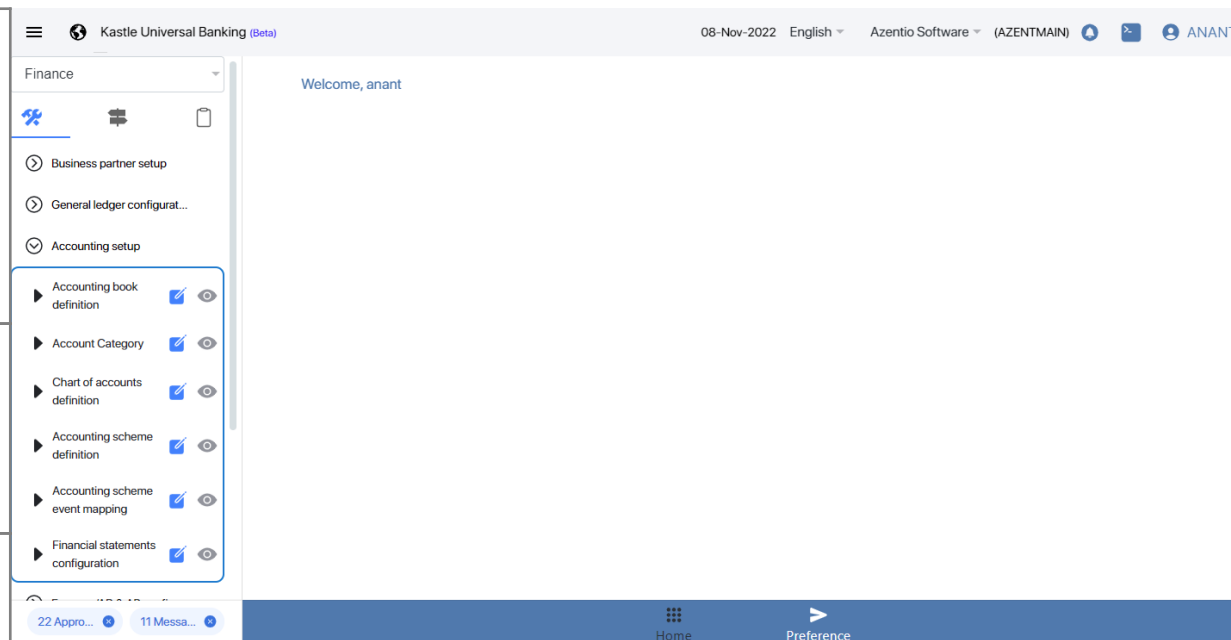 Kastle Universal Banking (Beta)
08-Nov-2022 English Azentio Software (AZENTMAIN) ANANT
Finance
Welcome, anant
Business partner setup
General ledger configurat...
Accounting setup
Accounting book
definition
Account Category
Chart of accounts
definition
Accounting scheme
definition
Accounting scheme
event mapping
Financial statements
configuration
22 Appro...
11 Messa...
Home
Preference